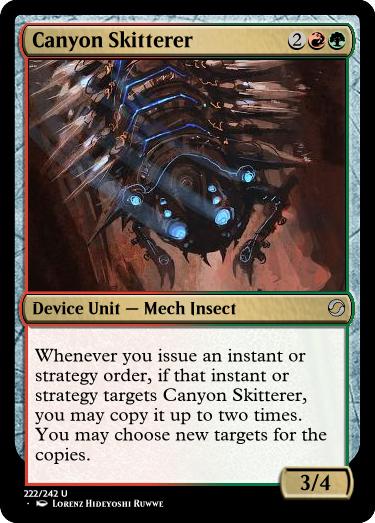 Canyon Skitterer 2
Device Unit — Mech Insect
Whenever you issue an instant or
strategy order, if that instant or
strategy targets Canyon Skitterer,
you may copy it up to two times.
You may choose new targets for the
copies.
3/4
222/242 U
· Lorenz Hideyoshi Ruwwe